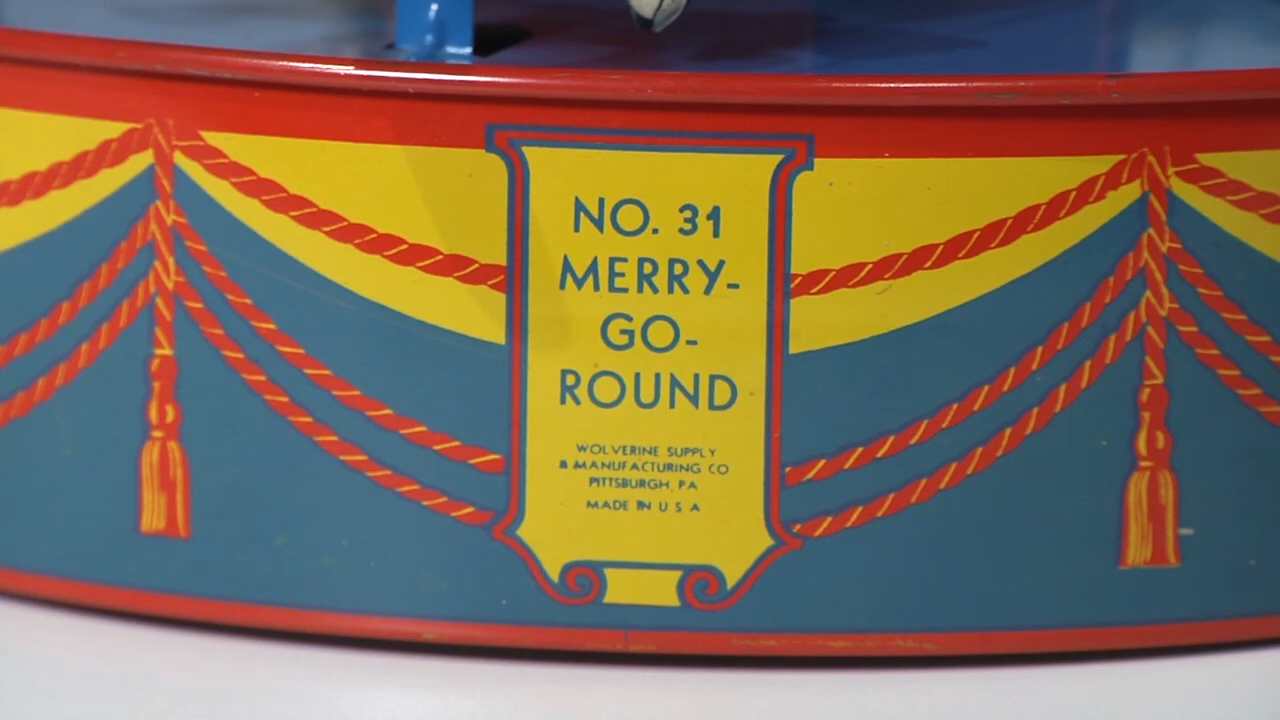 NO. 31
MERRY-
GO-
ROUND
WOLVERINE SUPPLY
& MANUFACTURING CO
PITTSBURGH, PA
MADE IN U S A